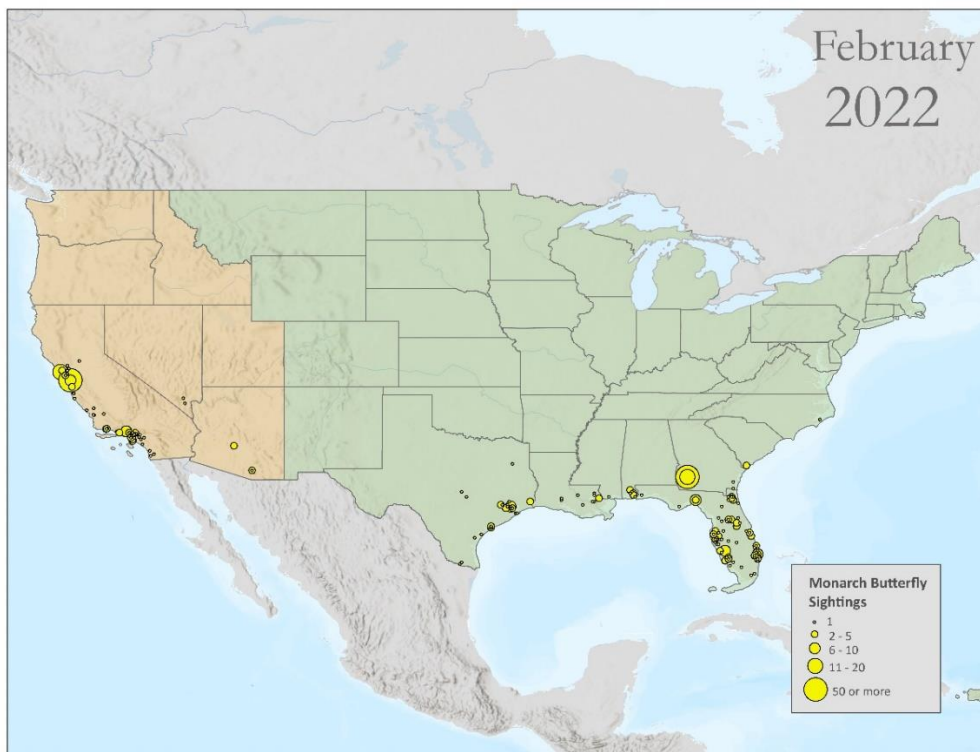 February
2022
Monarch Butterfly
Sightings
1
2 - 5
6 - 10
11 - 20
50 or more